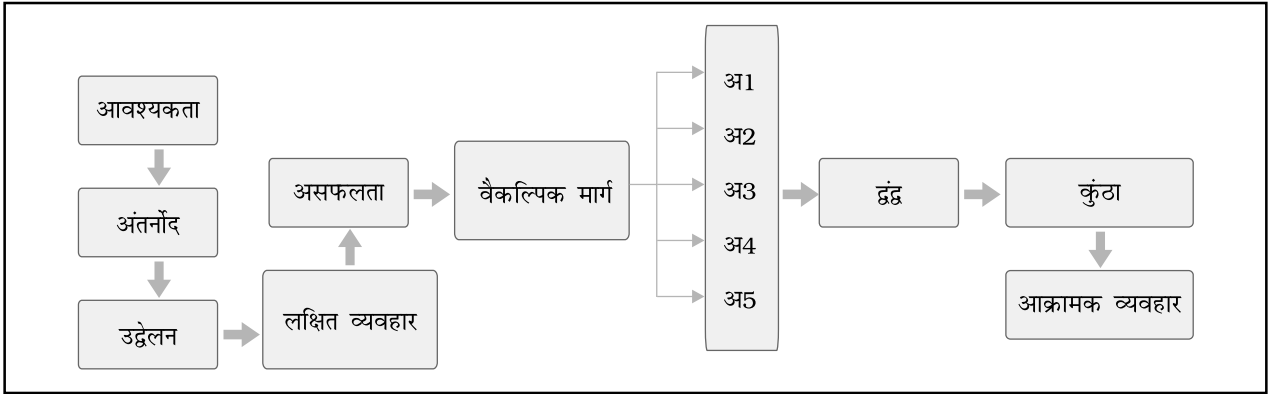 आवश्यकता
अंतर्नोद
उद्वेलन
लक्षित व्यवहार
असफलता
वैकल्पिक मार्ग
अ1
अ2
अ3
अ4
अ5
द्वंद्व
कुंठा
आक्रामक व्यवहार